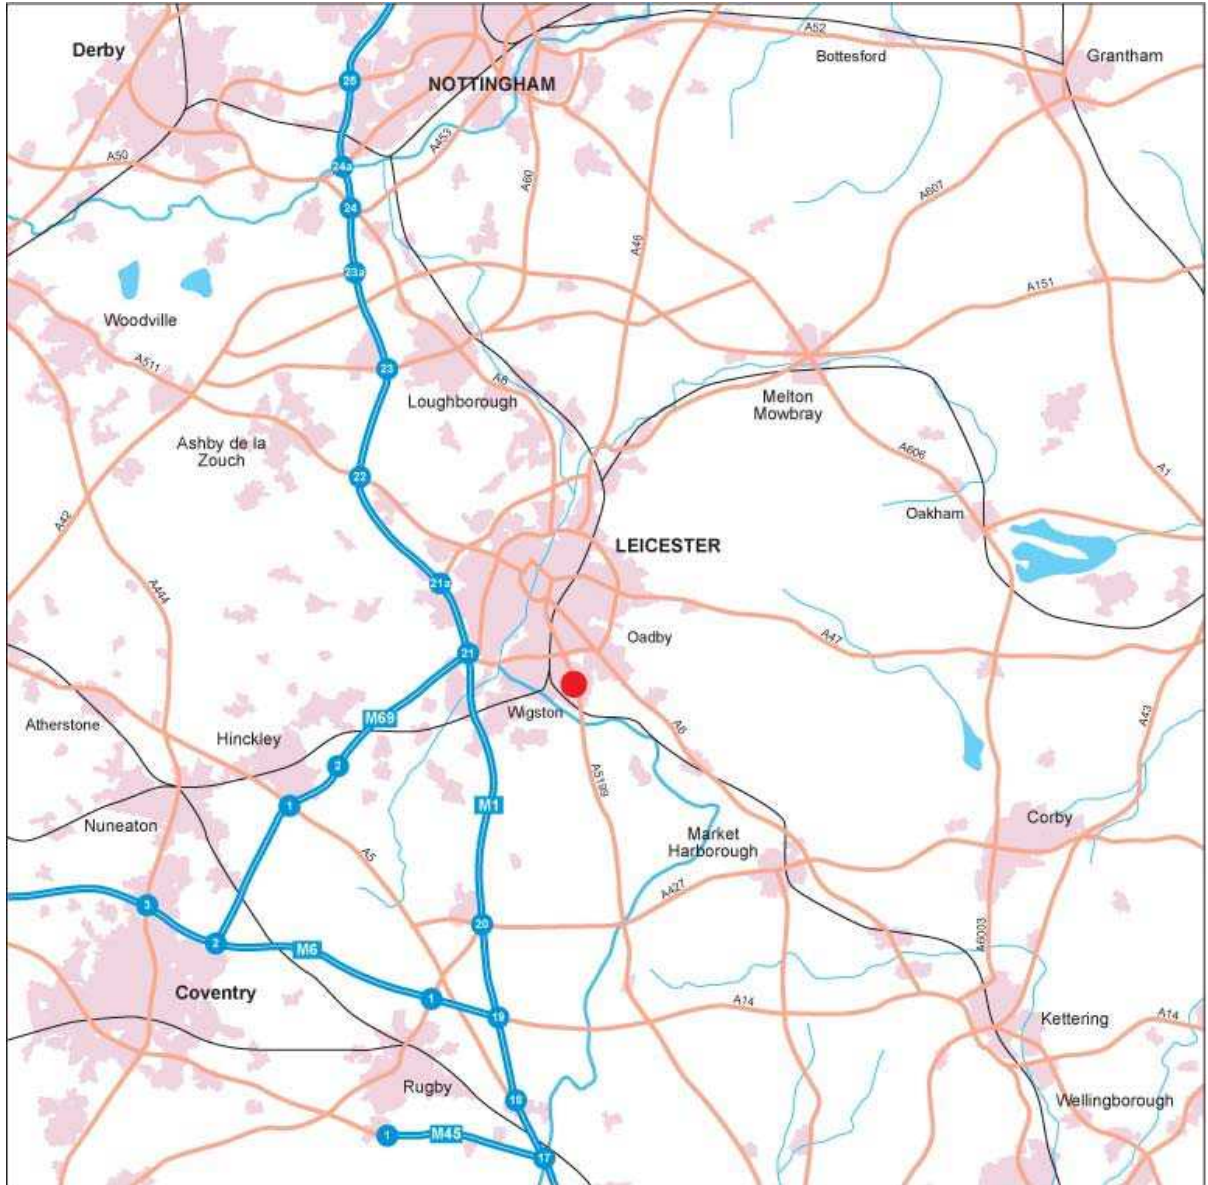 A52
Derby
Bottesford
Grantham
25
NOTTINGHAM
A453
A50
24a
A60
A607
24
A46
23a
A151
Woodville
A511
23
A6
Loughborough
Melton
Mowbray
Ashby de la
Zouch
A606
A1
22
A42
Oakham
LEICESTER
21a
A444
Oadby
A47
21
Atherstone
M69
Wigston
A6
A43
Hinckley
2
A5199
1
M1
Nuneaton
Market
Harborough
Corby
A5
A427
3
20
2
M6
A6003
Coventry
1
19
A14
Kettering
A14
Rugby
18
Wellingborough
1
M45
17